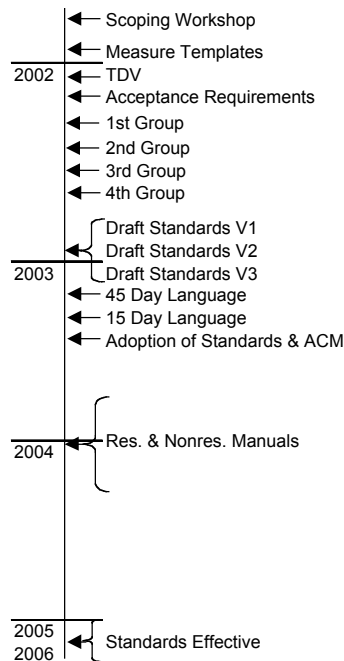 Scoping Workshop
Measure Templates
2002
TDV
Acceptance Requirements
1st Group
2nd Group
3rd Group
4th Group
Draft Standards V1
Draft Standards V2
2003
Draft Standards V3
45 Day Language
15 Day Language
Adoption of Standards & ACM
2004
Res. & Nonres. Manuals
2005
2006
Standards Effective